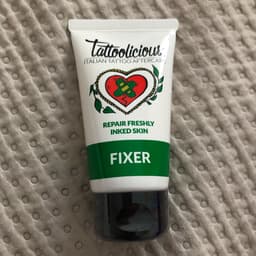 Tattoolicious
ITALIAN TATTOO AFTERCARE
REPAIR FRESHLY
INKED SKIN
FIXER